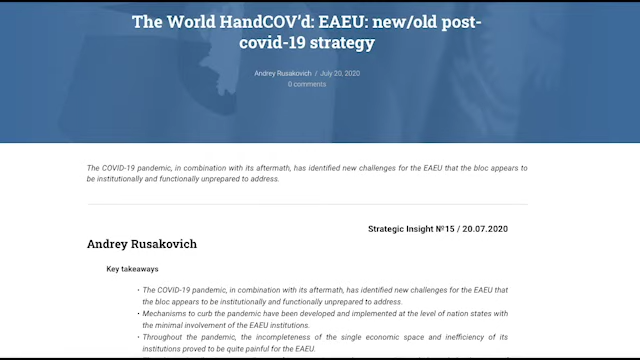 The World HandCOV’d: EAEU: new/old post-
covid-19 strategy
Andrey Rusakovich / July 20, 2020
0 comments
The COVID-19 pandemic, in combination with its aftermath, has identified new challenges for the EAEU that the bloc appears to
be institutionally and functionally unprepared to address.
Strategic Insight №15 / 20.07.2020
Andrey Rusakovich
Key takeaways
• The COVID-19 pandemic, in combination with its aftermath, has identified new challenges for the EAEU that
the bloc appears to be institutionally and functionally unprepared to address.
• Mechanisms to curb the pandemic have been developed and implemented at the level of nation states with
the minimal involvement of the EAEU institutions.
• Throughout the pandemic, the incompleteness of the single economic space and inefficiency of its
institutions proved to be quite painful for the EAEU.